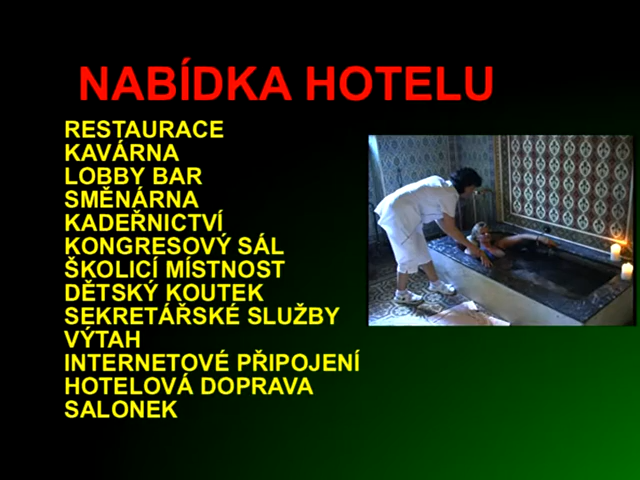 NABÍDKA HOTELU
RESTAURACE
KAVÁRNA
LOBBY BAR
SMĚNÁRNA
KADEŘNICTVÍ
KONGRESOVÝ SÁL
ŠKOLICÍ MÍSTNOST
DĚTSKÝ KOUTEK
SEKRETÁŘSKÉ SLUŽBY
VÝTAH
INTERNETOVÉ PŘIPOJENÍ
HOTELOVÁ DOPRAVA
SALONEK